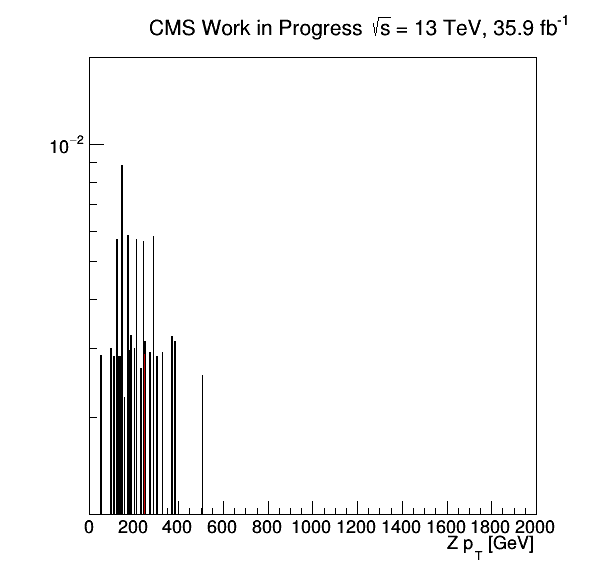 CMS Work in Progress √s = 13 TeV, 35.9 fb⁻¹
10⁻²
0 200 400 600 800 1000 1200 1400 1600 1800 2000
Z p_T [GeV]